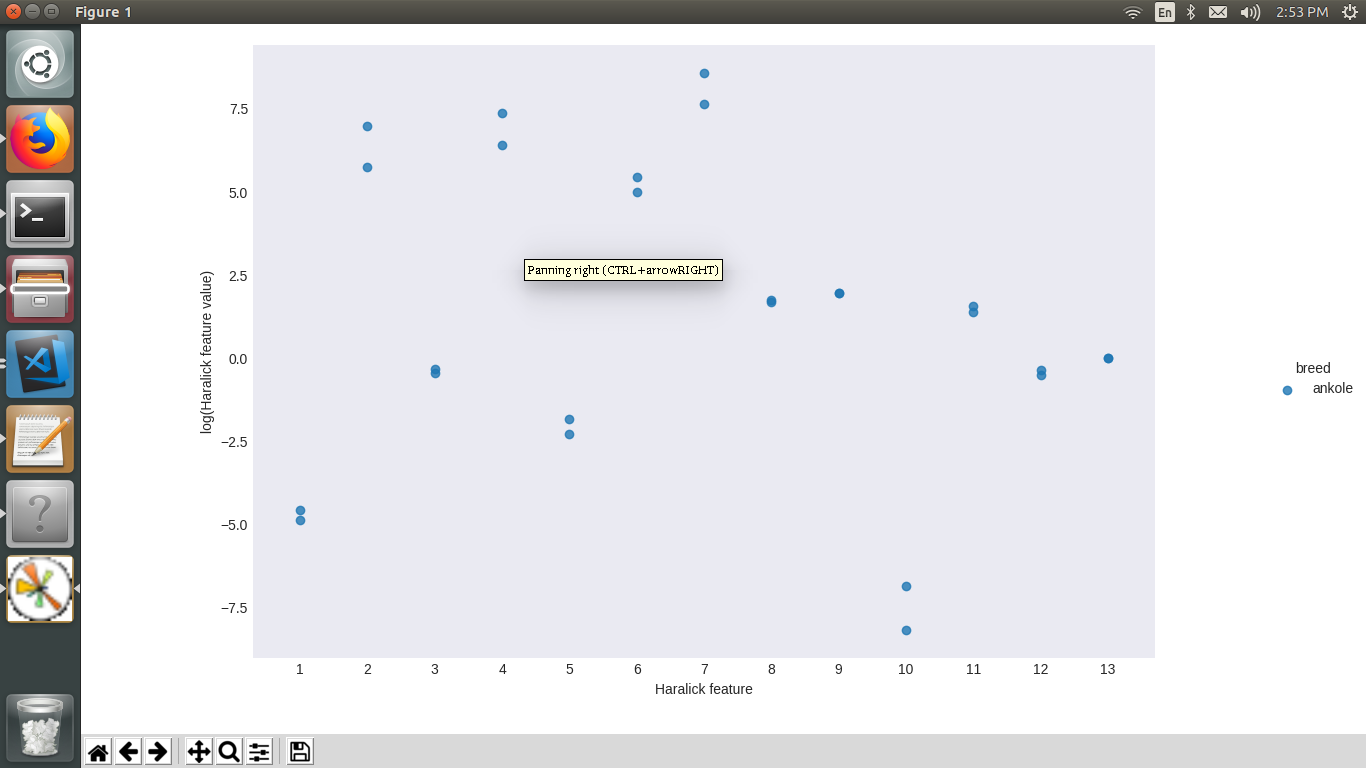 Figure 1
En
2:53 PM
7.5
5.0
2.5
0.0
−2.5
−5.0
−7.5
log(Haralick feature value)
Panning right (CTRL+arrowRIGHT)
breed
ankole
1 2 3 4 5 6 7 8 9 10 11 12 13
Haralick feature